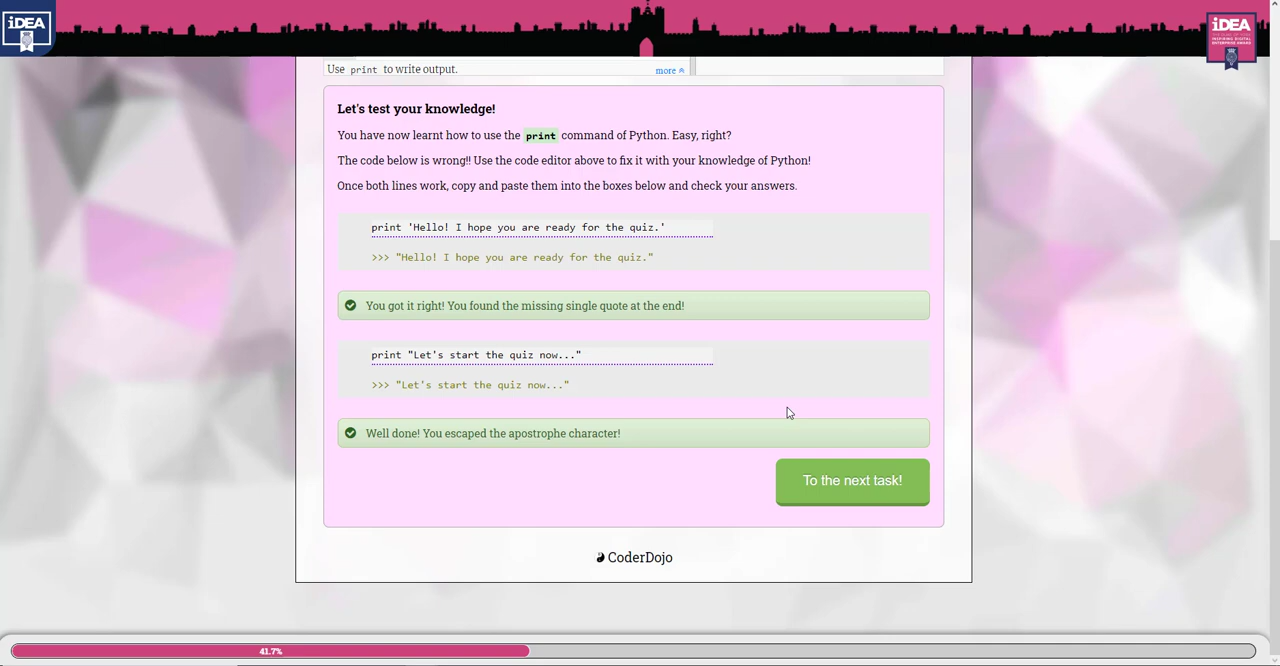 iDEA
iDEA
INSPIRING DIGITAL
ENTERPRISE AWARD
Use print to write output.
more
Let's test your knowledge!
You have now learnt how to use the print command of Python. Easy, right?
The code below is wrong!! Use the code editor above to fix it with your knowledge of Python!
Once both lines work, copy and paste them into the boxes below and check your answers.
print 'Hello! I hope you are ready for the quiz.'
>>> "Hello! I hope you are ready for the quiz."
You got it right! You found the missing single quote at the end!
print "Let's start the quiz now..."
>>> "Let's start the quiz now..."
Well done! You escaped the apostrophe character!
To the next task!
CoderDojo
41.7%